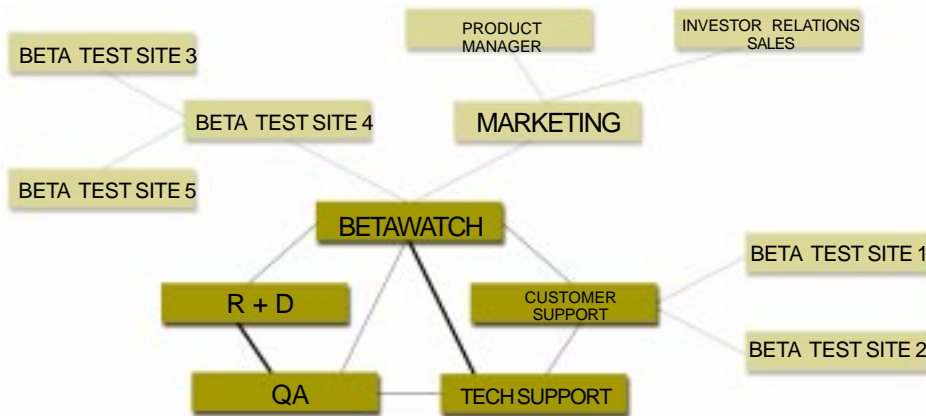 PRODUCT
MANAGER
INVESTOR RELATIONS
SALES
BETA TEST SITE 3
BETA TEST SITE 4
MARKETING
BETA TEST SITE 5
BETAWATCH
BETA TEST SITE 1
R + D
CUSTOMER
SUPPORT
BETA TEST SITE 2
QA
TECH SUPPORT